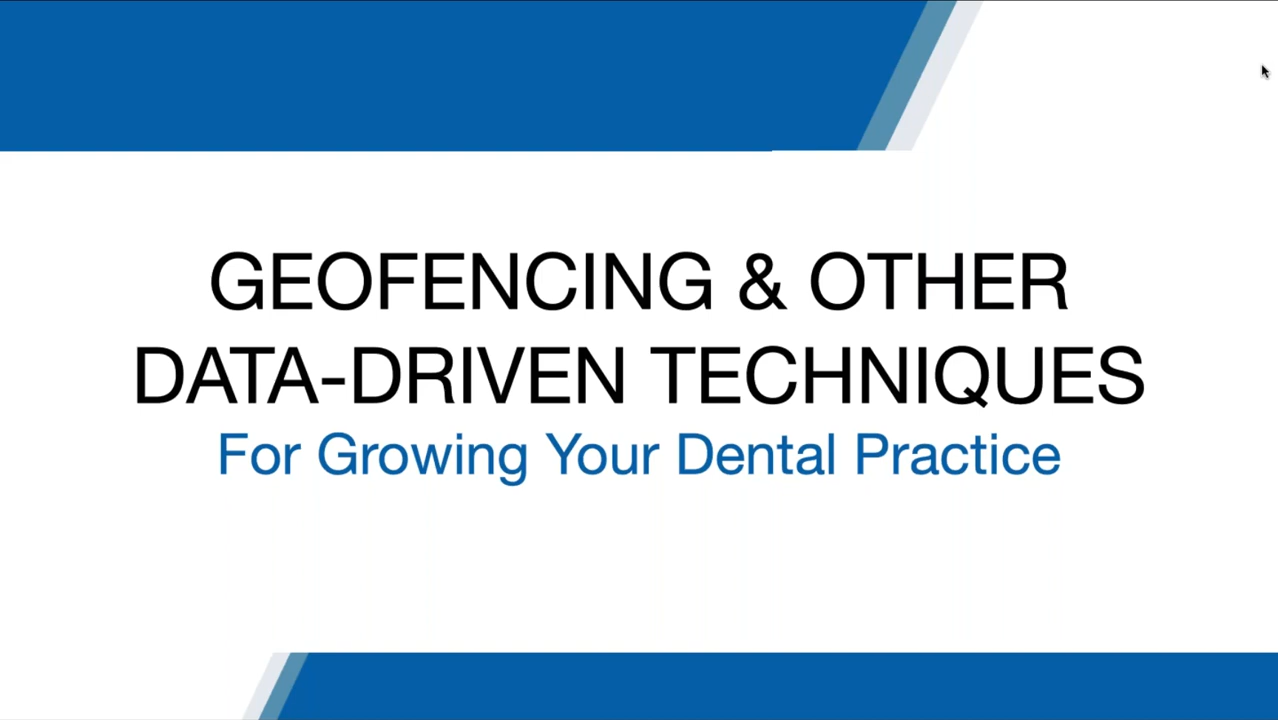 GEOFENCING & OTHER
DATA-DRIVEN TECHNIQUES
For Growing Your Dental Practice